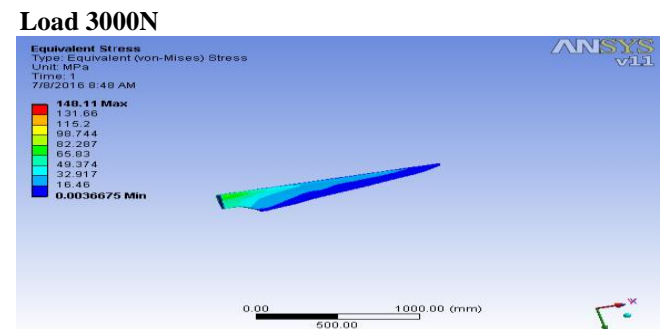 Load 3000N
Equivalent Stress
Type: Equivalent (von-Mises) Stress
Unit: MPa
Time: 1
7/8/2016 8:48 AM
148.11 Max
131.66
115.2
98.744
82.287
65.83
49.374
32.917
16.46
0.0036675 Min
ANSYS
v11
0.00 1000.00 (mm)
500.00
X